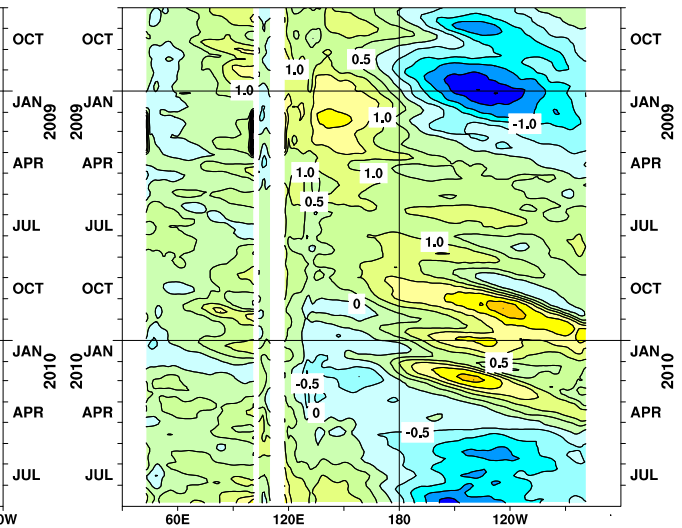 OCT OCT OCT
0.5
1.0
1.0
JAN JAN JAN
2009 2009 2009
1.0
-1.0
APR APR APR
1.0 1.0
0.5
JUL JUL JUL
1.0
OCT OCT OCT
0
JAN JAN JAN
2010 2010 2010
0.5
-0.5
APR APR APR
0
-0.5
JUL JUL JUL
0W 60E 120E 180 120W